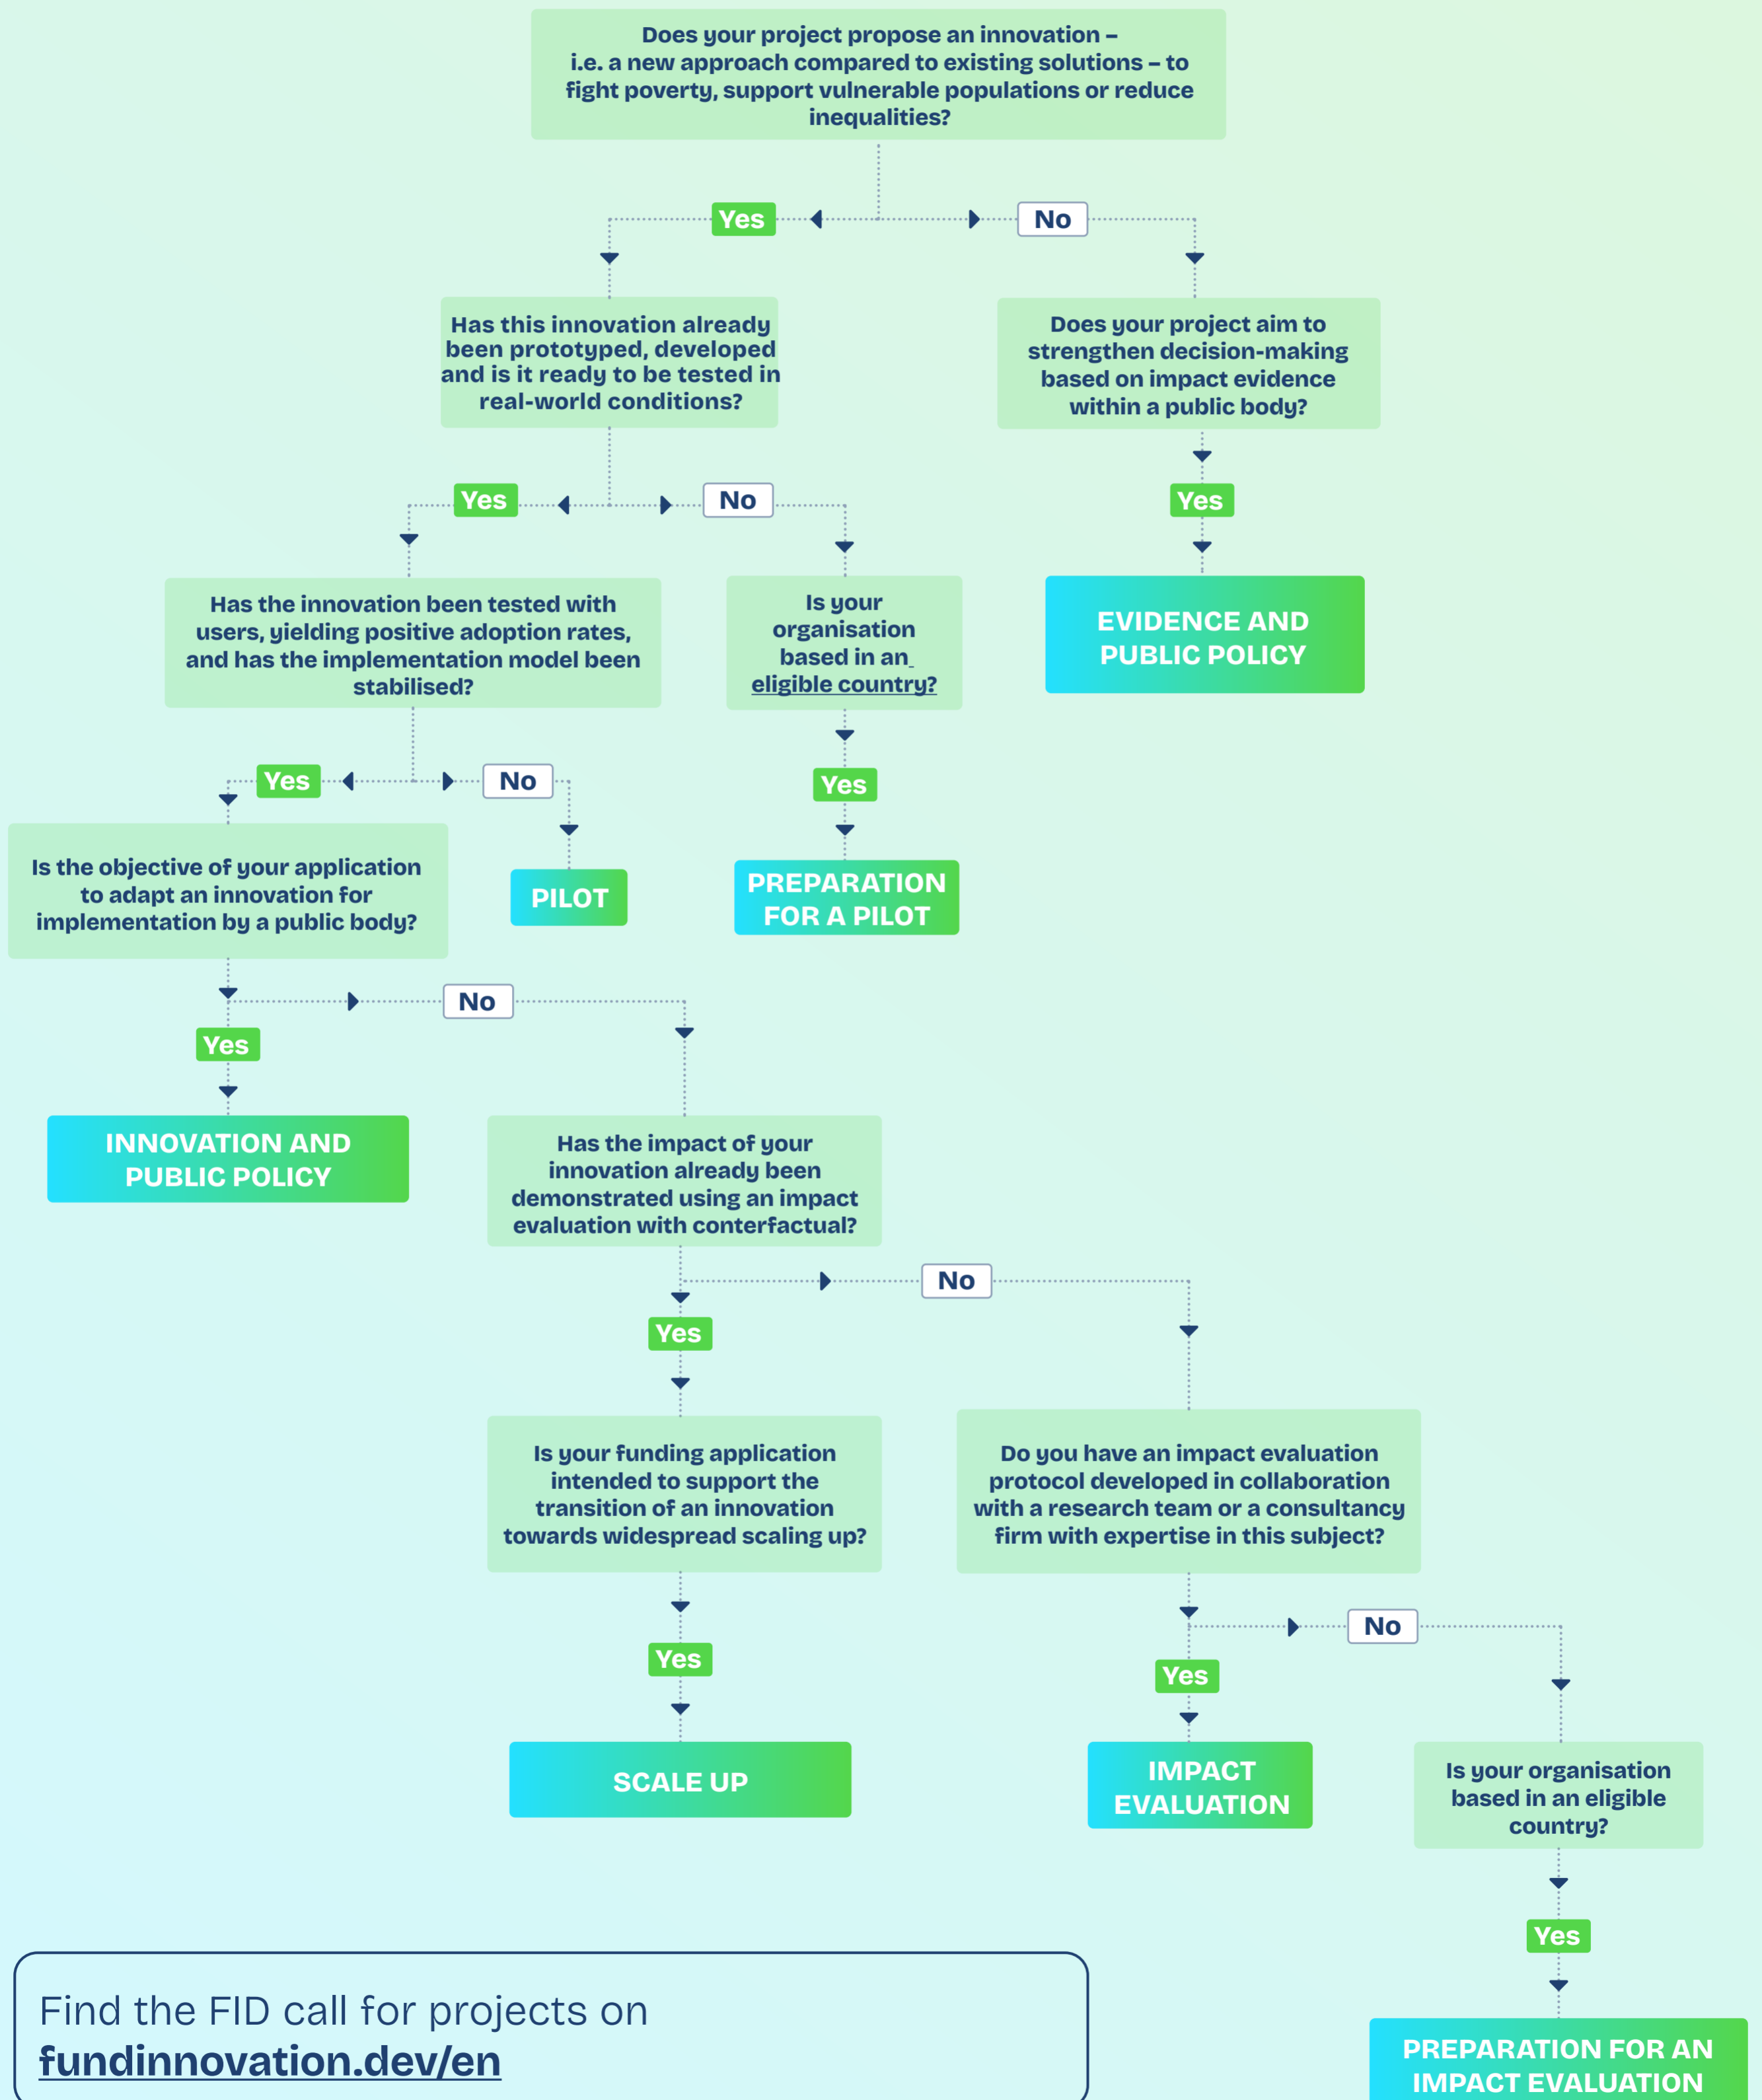 Does your project propose an innovation –
i.e. a new approach compared to existing solutions – to
fight poverty, support vulnerable populations or reduce
inequalities?
Yes
No
Has this innovation already
been prototyped, developed
and is it ready to be tested in
real-world conditions?
Does your project aim to
strengthen decision-making
based on impact evidence
within a public body?
Yes
No
Yes
Has the innovation been tested with
users, yielding positive adoption rates,
and has the implementation model been
stabilised?
Is your
organisation
based in an
eligible country?
EVIDENCE AND
PUBLIC POLICY
Yes
No
Yes
Is the objective of your application
to adapt an innovation for
implementation by a public body?
PILOT
PREPARATION
FOR A PILOT
No
Yes
INNOVATION AND
PUBLIC POLICY
Has the impact of your
innovation already been
demonstrated using an impact
evaluation with conterfactual?
No
Yes
Is your funding application
intended to support the
transition of an innovation
towards widespread scaling up?
Do you have an impact evaluation
protocol developed in collaboration
with a research team or a consultancy
firm with expertise in this subject?
No
Yes
Yes
SCALE UP
IMPACT
EVALUATION
Is your organisation
based in an eligible
country?
Yes
Find the FID call for projects on
fundinnovation.dev/en
PREPARATION FOR AN
IMPACT EVALUATION